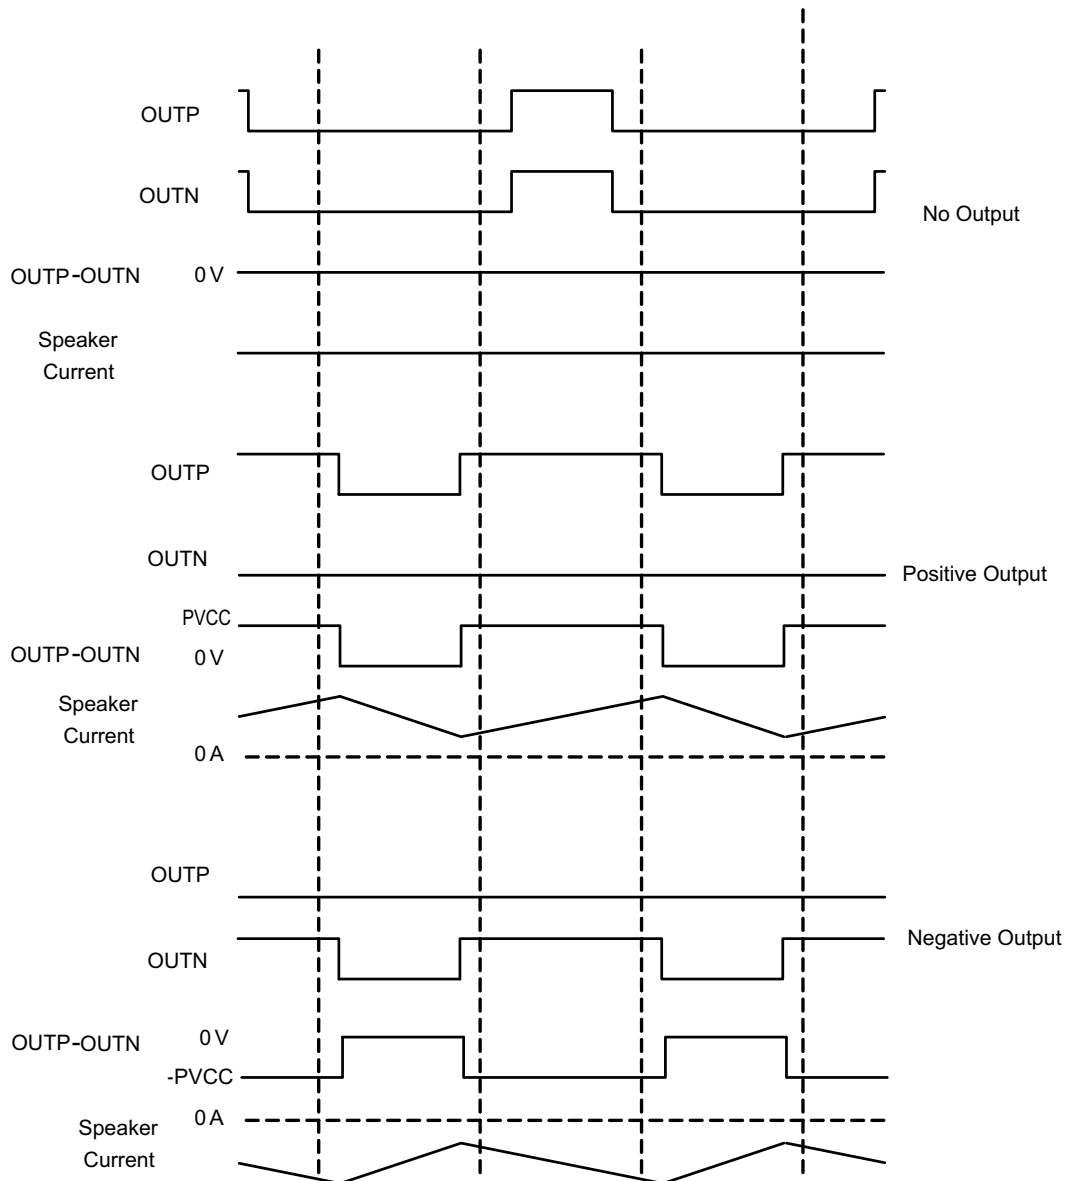 OUTP
OUTN
No Output
OUTP-OUTN 0 V
Speaker
Current
OUTP
OUTN
Positive Output
PVCC
OUTP-OUTN 0 V
Speaker
Current
0 A
OUTP
Negative Output
OUTN
OUTP-OUTN 0 V
-PVCC
0 A
Speaker
Current